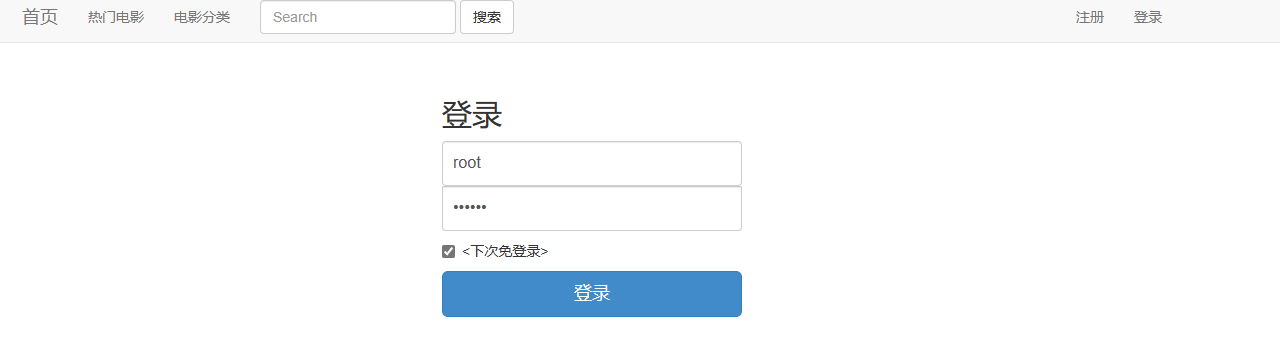 首页 热门电影 电影分类 Search 搜索 注册 登录
登录
root
••••••
<下次免登录>
登录